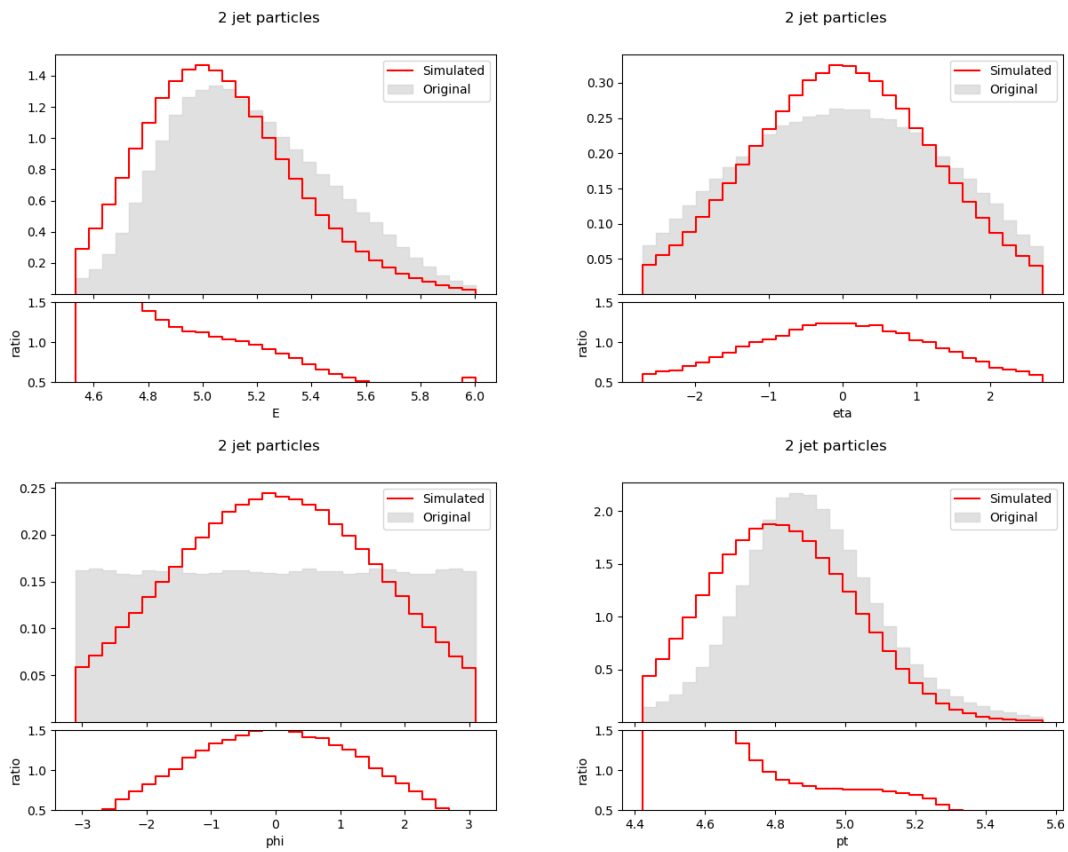 2 jet particles
1.4
1.2
1.0
0.8
0.6
0.4
0.2
Simulated
Original
1.5
1.0
0.5
ratio
4.6 4.8 5.0 5.2 5.4 5.6 5.8 6.0
E
2 jet particles
0.30
0.25
0.20
0.15
0.10
0.05
Simulated
Original
1.5
1.0
0.5
ratio
−2 −1 0 1 2
eta
2 jet particles
0.25
0.20
0.15
0.10
0.05
Simulated
Original
1.5
1.0
0.5
ratio
−3 −2 −1 0 1 2 3
phi
2 jet particles
2.0
1.5
1.0
0.5
Simulated
Original
1.5
1.0
0.5
ratio
4.4 4.6 4.8 5.0 5.2 5.4 5.6
pt